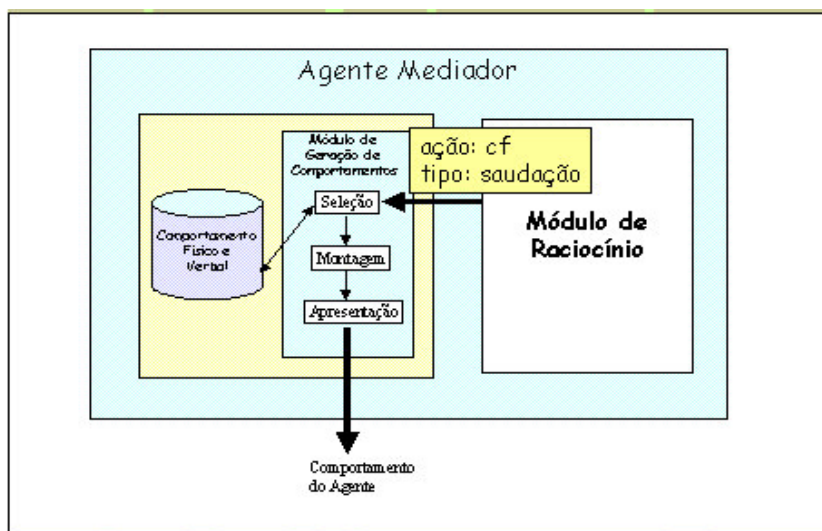 Agente Mediador
Módulo de
Geração de
Comportamentos
ação: cf
tipo: saudação
Seleção
Comportamento
Físico e
Verbal
Módulo de
Raciocínio
Montagem
Apresentação
Comportamento
do Agente